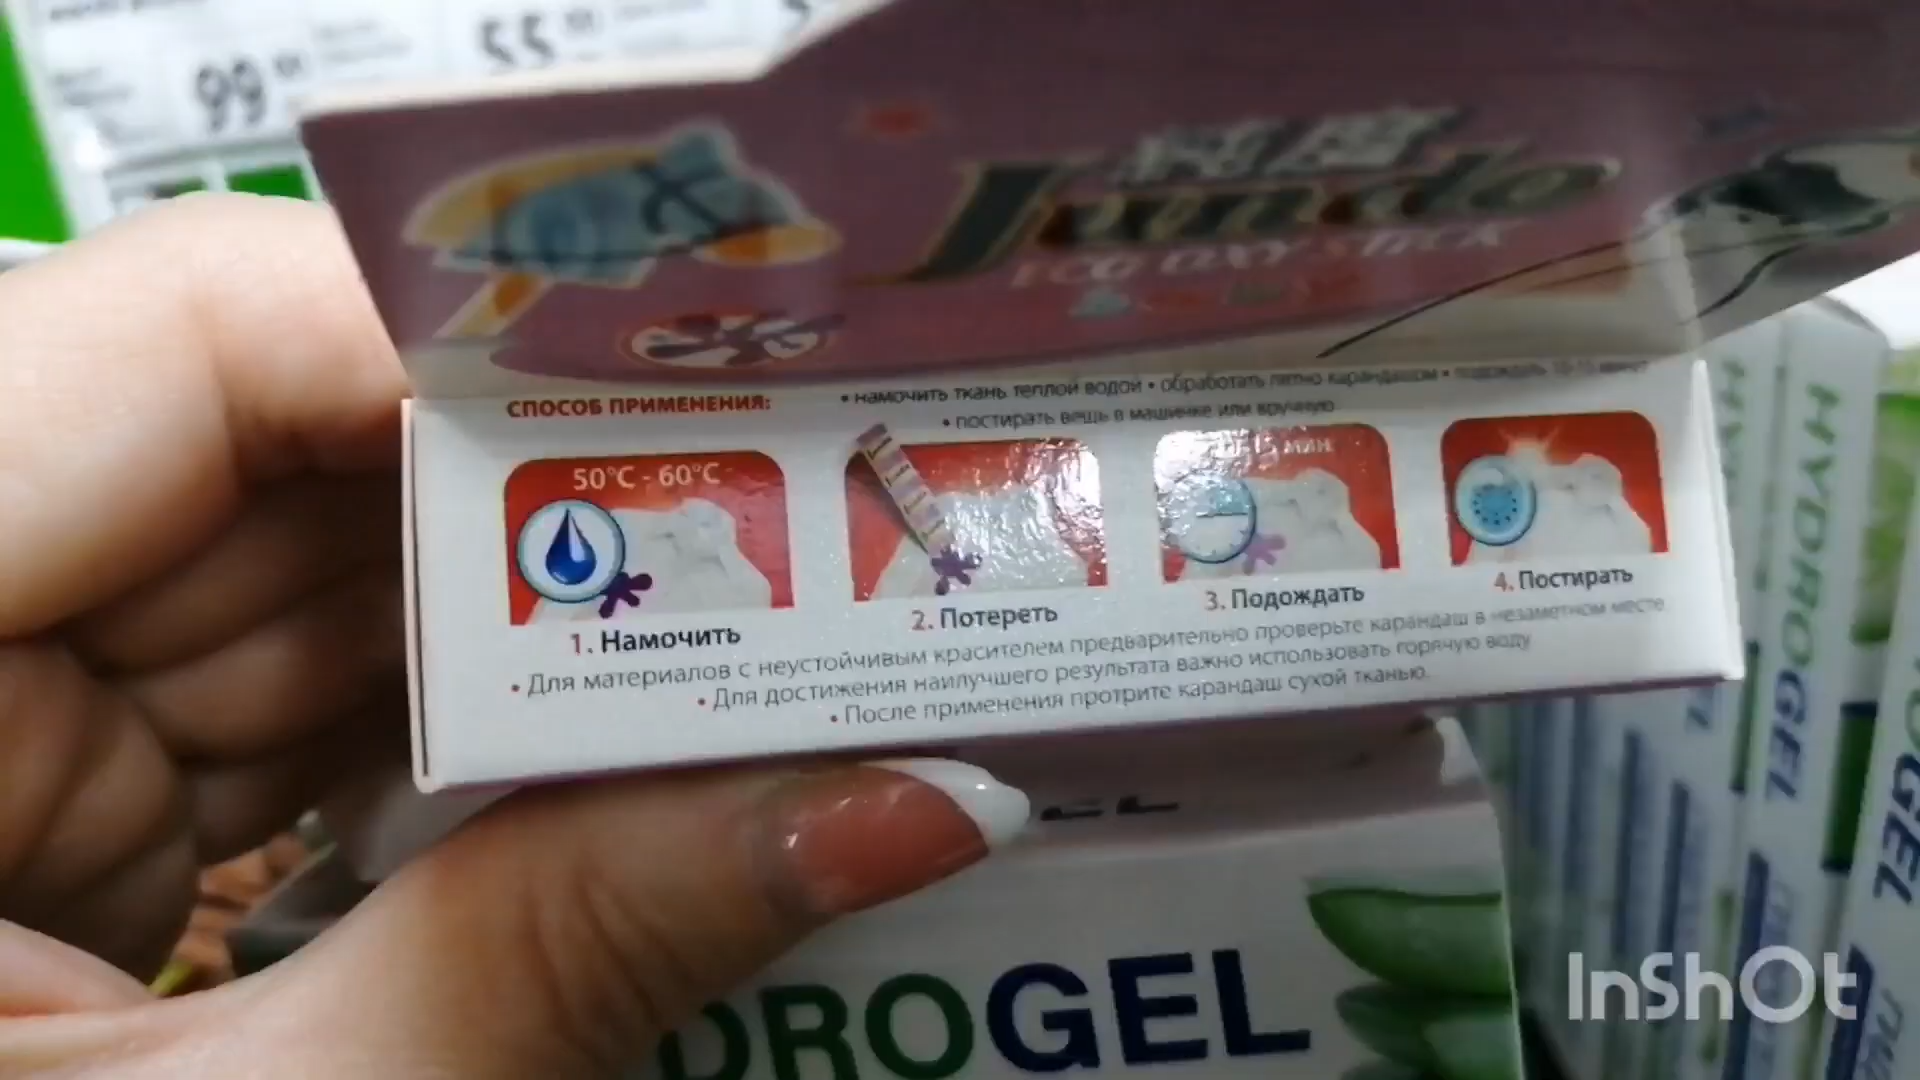 99
55
Jundo
ECO OXY-STICK
СПОСОБ ПРИМЕНЕНИЯ:
• намочить ткань теплой водой • обработать пятно карандашом • подождать 10-15 минут
• постирать вещь в машинке или вручную
50°C - 60°C
15 мин
1. Намочить
2. Потереть
3. Подождать
4. Постирать
• Для материалов с неустойчивым красителем предварительно проверьте карандаш в незаметном месте.
• Для достижения наилучшего результата важно использовать горячую воду
• После применения протрите карандаш сухой тканью.
DROGEL
HYDROGEL
OGEL
InShOt